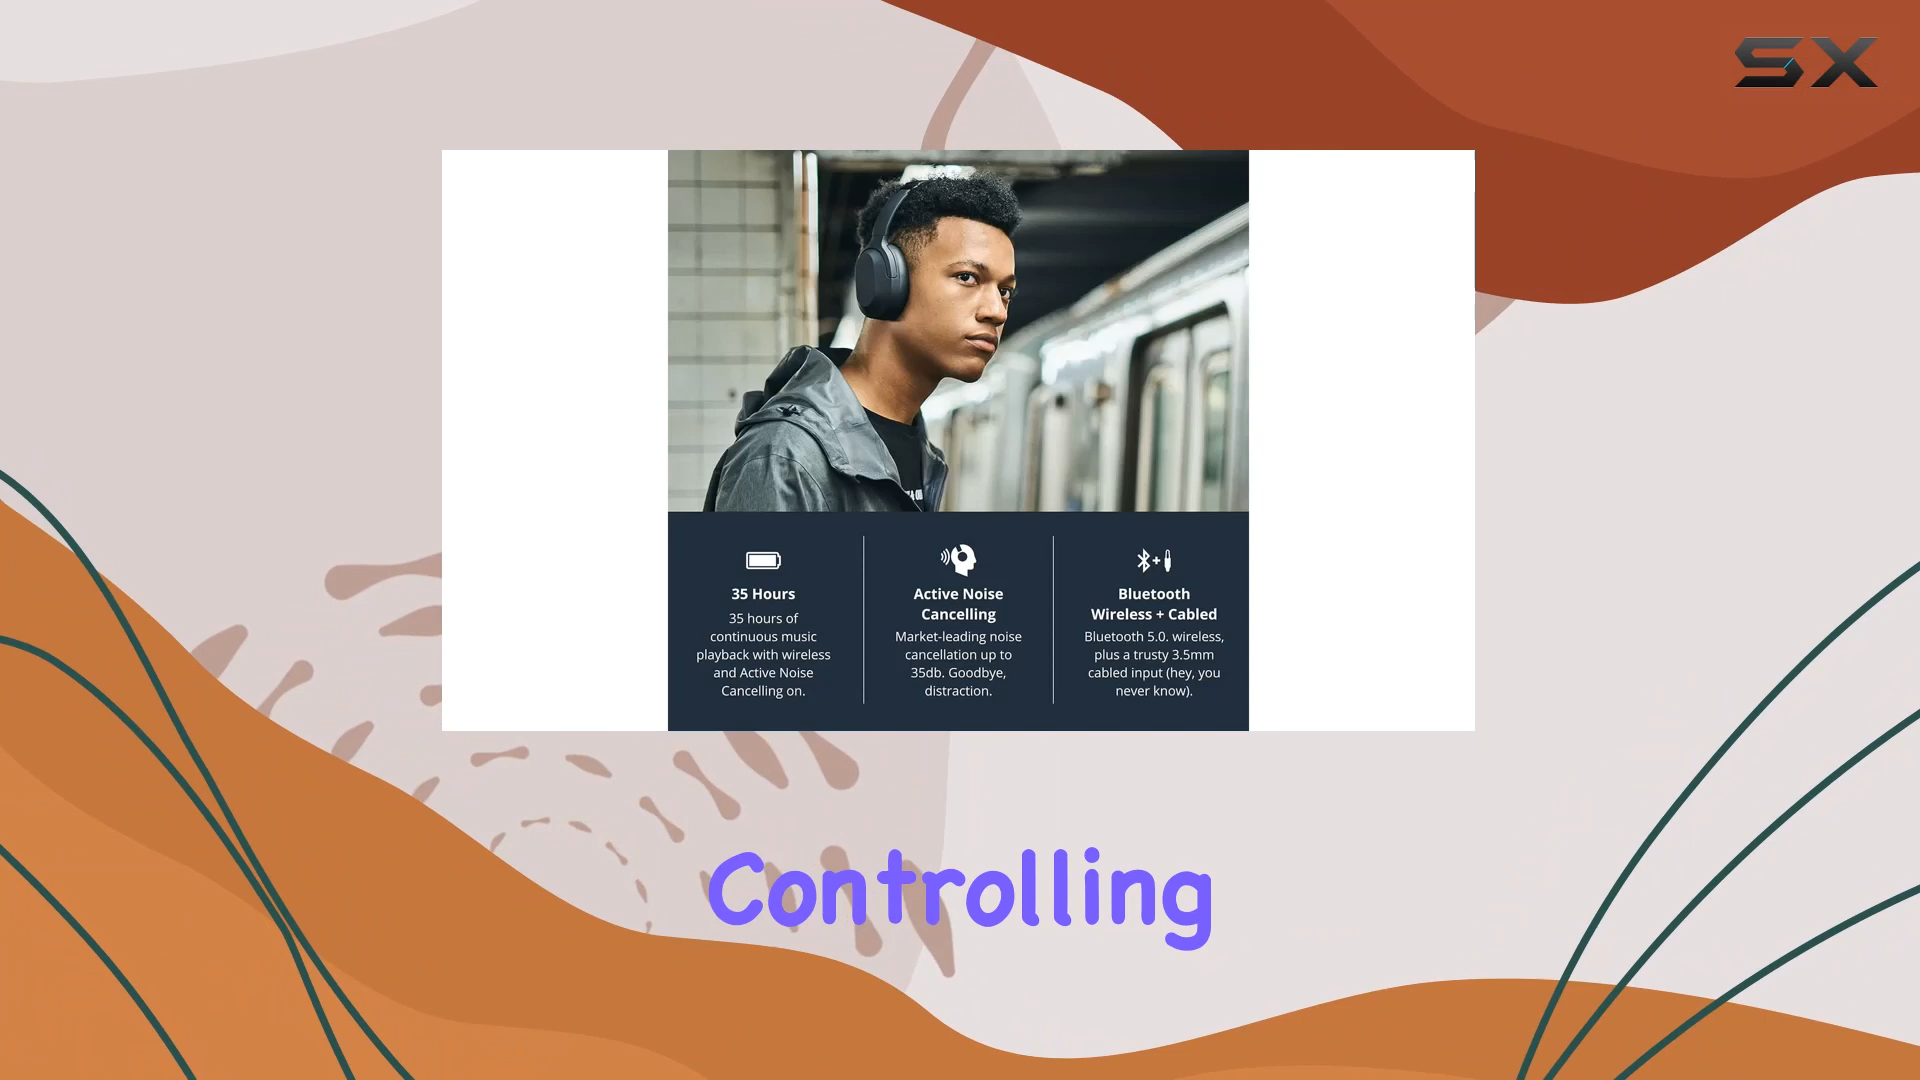 SX
35 Hours
35 hours of
continuous music
playback with wireless
and Active Noise
Cancelling on.
Active Noise
Cancelling
Market-leading noise
cancellation up to
35db. Goodbye,
distraction.
Bluetooth
Wireless + Cabled
Bluetooth 5.0. wireless,
plus a trusty 3.5mm
cabled input (hey, you
never know).
Controlling